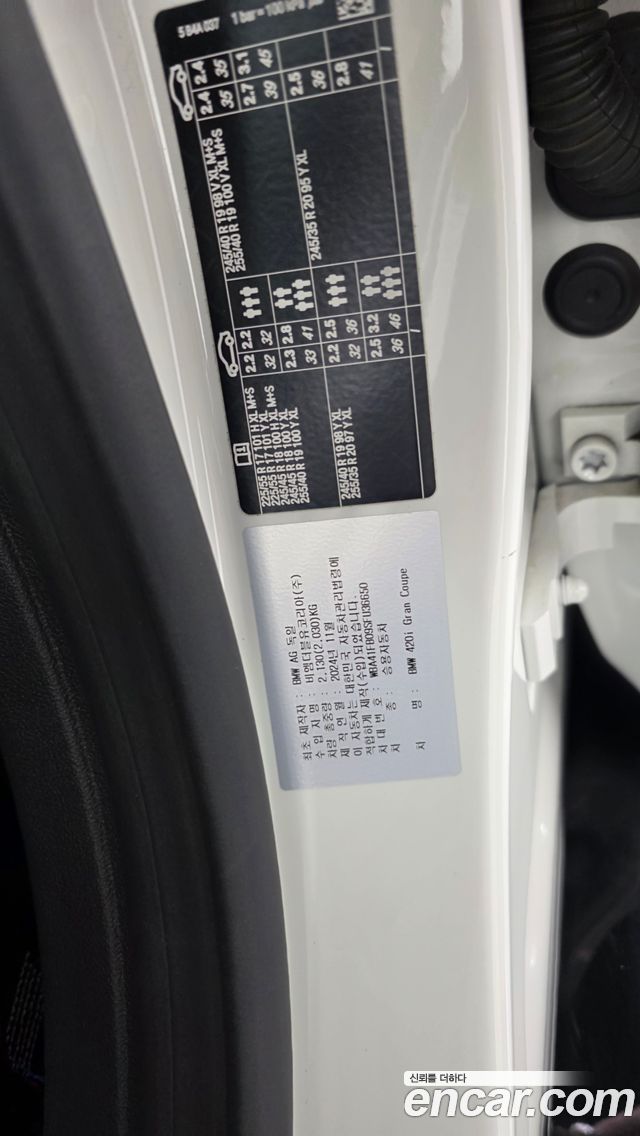 5 B4A 037
1 bar = 100 kPa
225/55 R 17 101 H XL M+S
225/55 R 17 101 Y XL
245/45 R 18 100 H XL M+S
245/45 R 18 100 Y XL
255/40 R 19 100 Y XL
2.2 2.2
32 32
2.3 2.8
33 41
245/40 R 19 98 V XL M+S
255/40 R 19 100 V XL M+S
2.4 2.4
35 35
2.7 3.1
39 45
245/40 R 19 98 Y XL
255/35 R 20 97 Y XL
2.2 2.5
32 36
2.5 3.2
36 46
245/35 R 20 95 Y XL
2.5
36
2.8
41
/
/
최초 제작자 : BMW AG 독일
수 입 자 명 : 비엠더블유코리아(주)
차량 총중량 : 2,130(2,030)KG
제 작 연 월 : 2024년 11월
이 자동차는 대한민국 자동차관리법령에
적합하게 제작(수입)되었습니다.
차 대 번 호 : WBA41FB09SFU36650
차 종 : 승용자동차
차 명 : BMW 420i Gran Coupe
신뢰를 더하다
encar.com